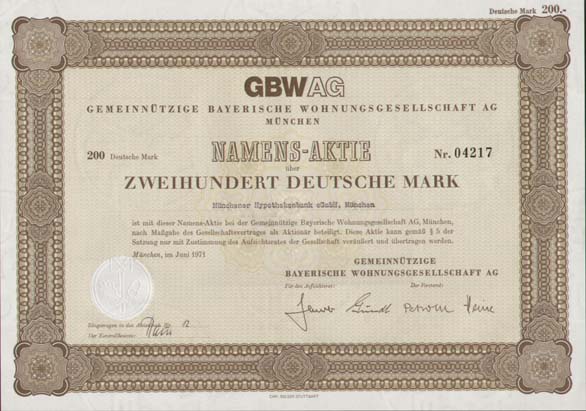 Deutsche Mark 200.-
GBWAG
GEMEINNÜTZIGE BAYERISCHE WOHNUNGSGESELLSCHAFT AG
MÜNCHEN
200 Deutsche Mark NAMENS-AKTIE Nr. 04217
über
ZWEIHUNDERT DEUTSCHE MARK
Münchener Hypothekenbank eGmbH, München
ist mit dieser Namens-Aktie bei der Gemeinnützige Bayerische Wohnungsgesellschaft AG, München,
nach Maßgabe des Gesellschaftsvertrages als Aktionär beteiligt. Diese Aktie kann gemäß § 5 der
Satzung nur mit Zustimmung des Aufsichtsrates der Gesellschaft veräußert und übertragen werden.
München, im Juni 1971
GEMEINNÜTZIGE
BAYERISCHE WOHNUNGSGESELLSCHAFT AG
Für den Aufsichtsrat: Der Vorstand:
Eingetragen in das 12
Der Kontrollbeamte: